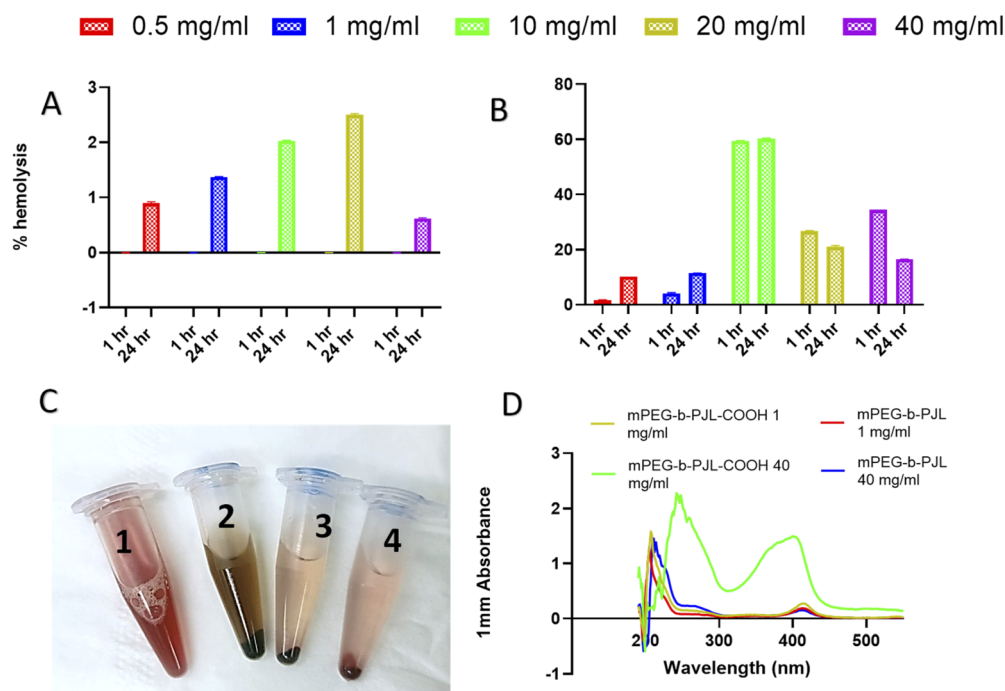 0.5 mg/ml 1 mg/ml 10 mg/ml 20 mg/ml 40 mg/ml
A
% hemolysis
3
2
1
0
-1
1 hr 24 hr 1 hr 24 hr 1 hr 24 hr 1 hr 24 hr 1 hr 24 hr
B
80
60
40
20
0
1 hr 24 hr 1 hr 24 hr 1 hr 24 hr 1 hr 24 hr 1 hr 24 hr
C
1 2 3 4
D
mPEG-b-PJL-COOH 1
mg/ml
mPEG-b-PJL
1 mg/ml
mPEG-b-PJL-COOH 40
mg/ml
mPEG-b-PJL
40 mg/ml
1mm Absorbance
3
2
1
0
-1
200 300 400 500
Wavelength (nm)